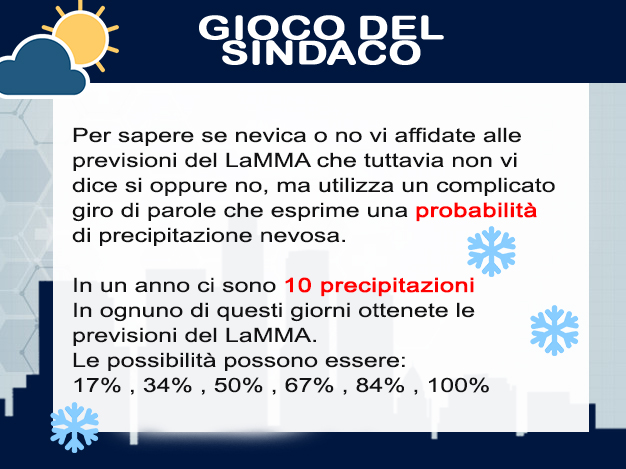 GIOCO DEL
SINDACO
Per sapere se nevica o no vi affidate alle
previsioni del LaMMA che tuttavia non vi
dice si oppure no, ma utilizza un complicato
giro di parole che esprime una probabilità
di precipitazione nevosa.
In un anno ci sono 10 precipitazioni
In ognuno di questi giorni ottenete le
previsioni del LaMMA.
Le possibilità possono essere:
17% , 34% , 50% , 67% , 84% , 100%